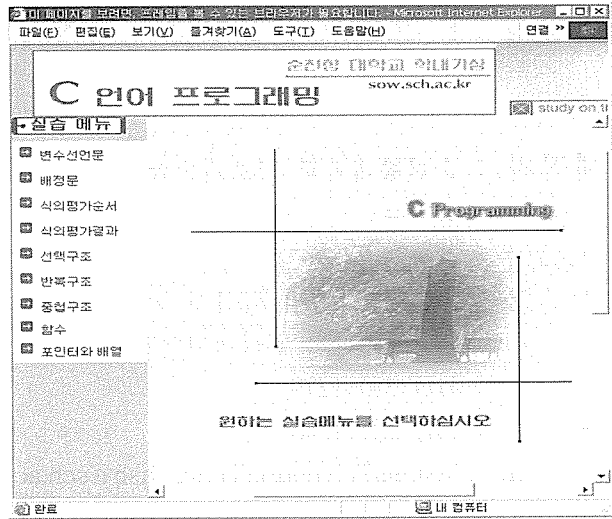 이 페이지를 보려면, 프레임을 볼 수 있는 브라우저가 필요합니다. - Microsoft Internet Explorer
파일(F) 편집(E) 보기(V) 즐겨찾기(A) 도구(T) 도움말(H) 연결 »
순천향 대학교 학내기상
sow.sch.ac.kr
C 언어 프로그래밍
study on
실습 메뉴
변수선언문
배정문
식의평가순서
식의평가결과
선택구조
반복구조
중첩구조
함수
포인터와 배열
C Programming
원하는 실습메뉴를 선택하십시오
완료
내 컴퓨터